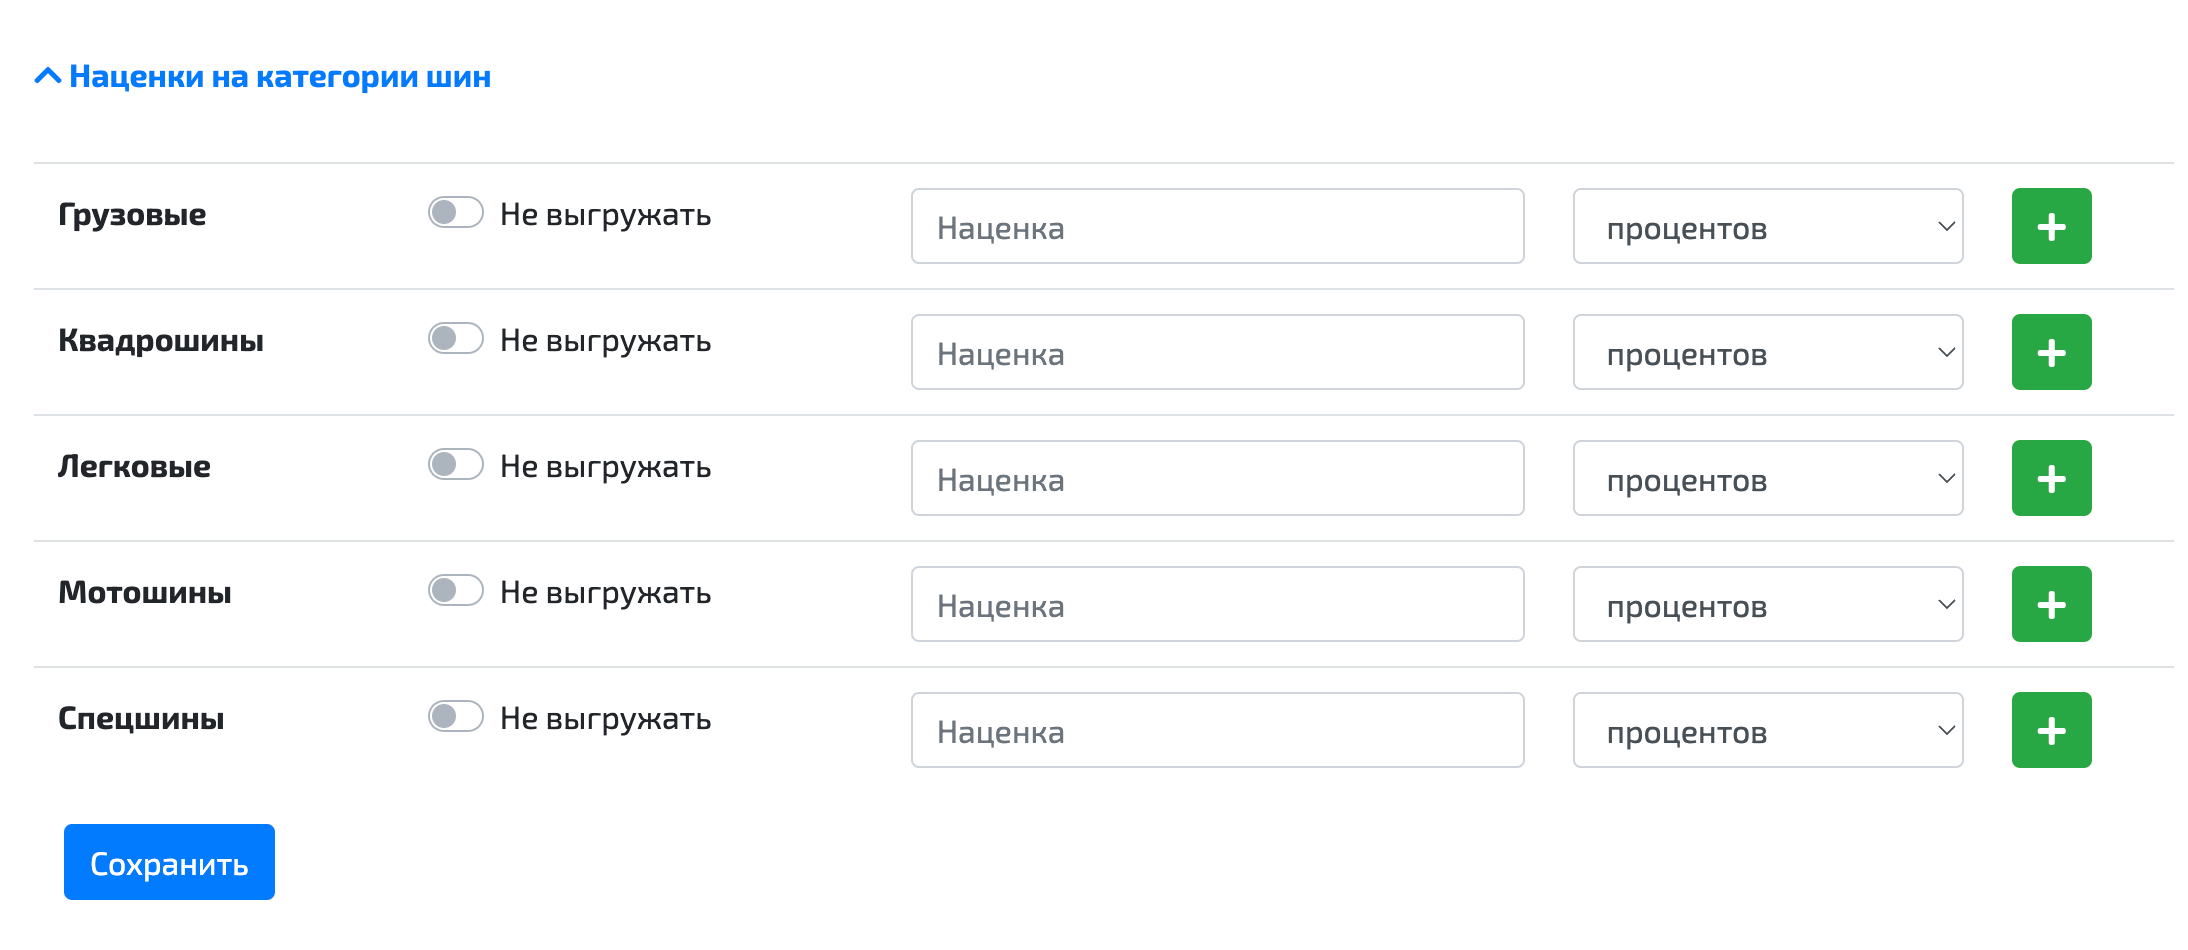 Наценки на категории шин
Грузовые Не выгружать Наценка процентов
Квадрошины Не выгружать Наценка процентов
Легковые Не выгружать Наценка процентов
Мотошины Не выгружать Наценка процентов
Спецшины Не выгружать Наценка процентов
Сохранить